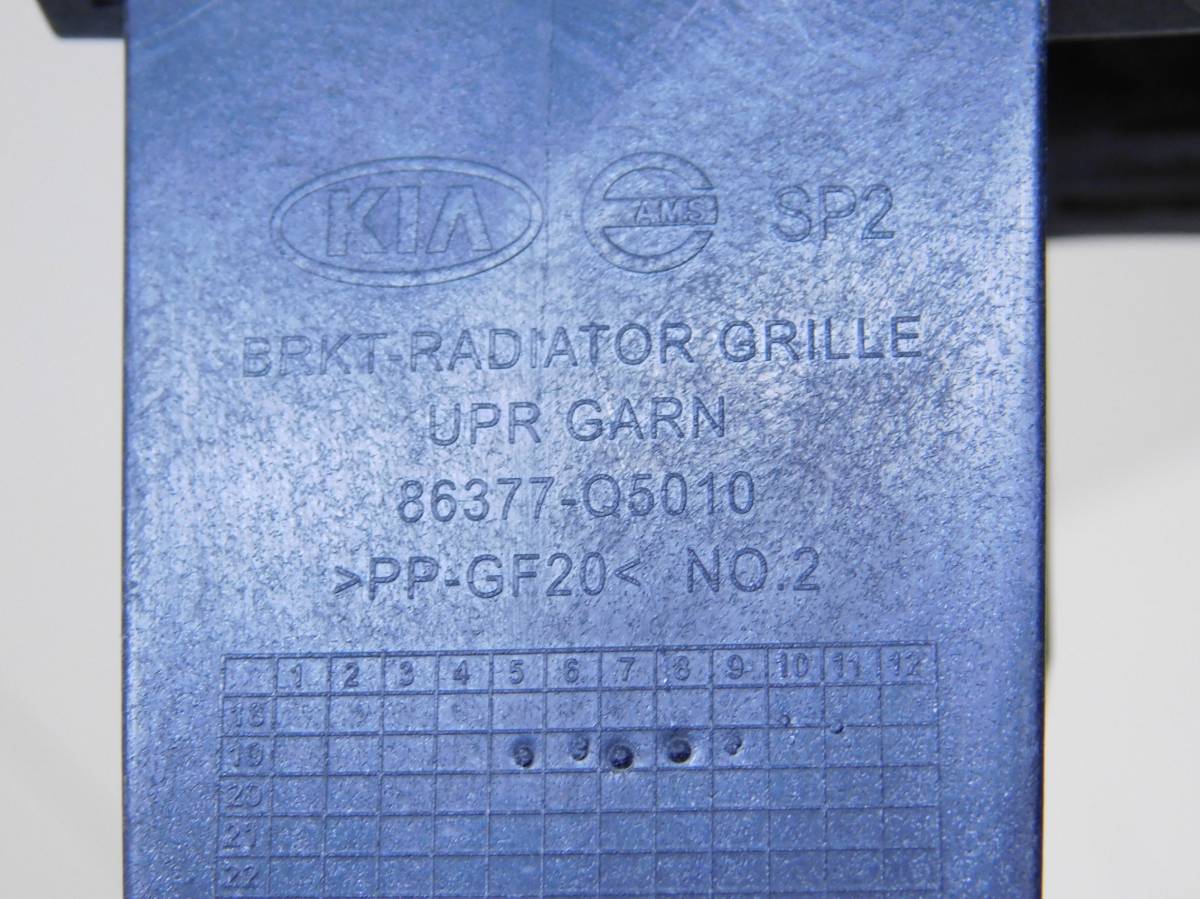 KIA AMS SP2
BRKT-RADIATOR GRILLE
UPR GARN
86377-Q5010
>PP-GF20< NO.2
1 2 3 4 5 6 7 8 9 10 11 12
18
19
20
21
22